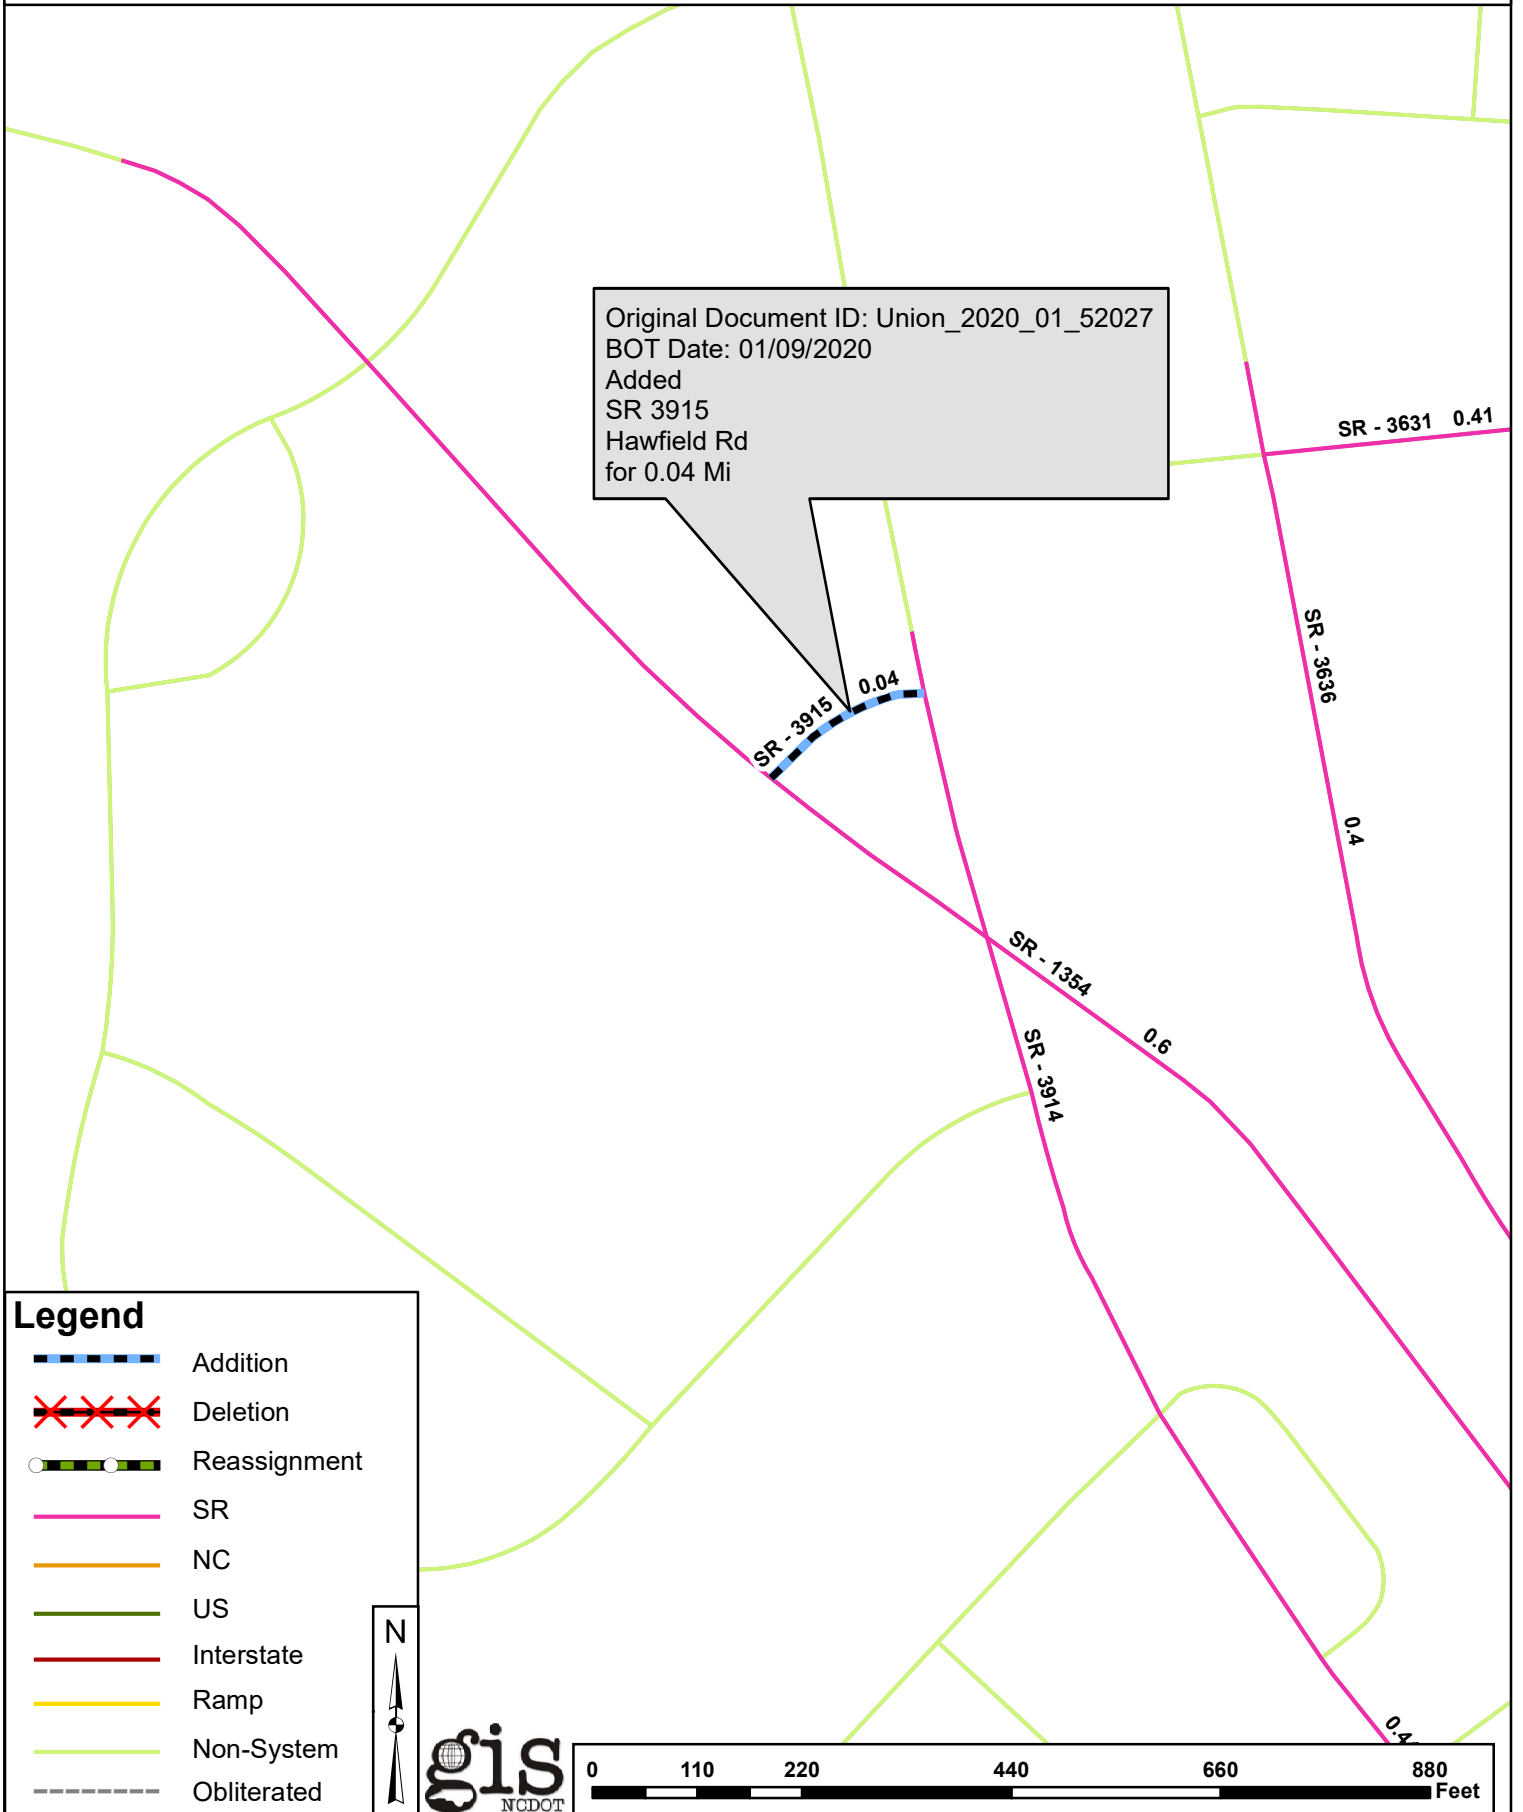 Original Document ID: Union_2020_01_52027
BOT Date: 01/09/2020
Added
SR 3915
Hawfield Rd
for 0.04 Mi
SR - 3631 0.41
SR - 3636
0.4
SR - 3915 0.04
SR - 1354
0.6
SR - 3914
Legend
Addition
Deletion
Reassignment
SR
NC
US
Interstate
Ramp
Non-System
Obliterated
N
gis
NCDOT
0 110 220 440 660 880
Feet